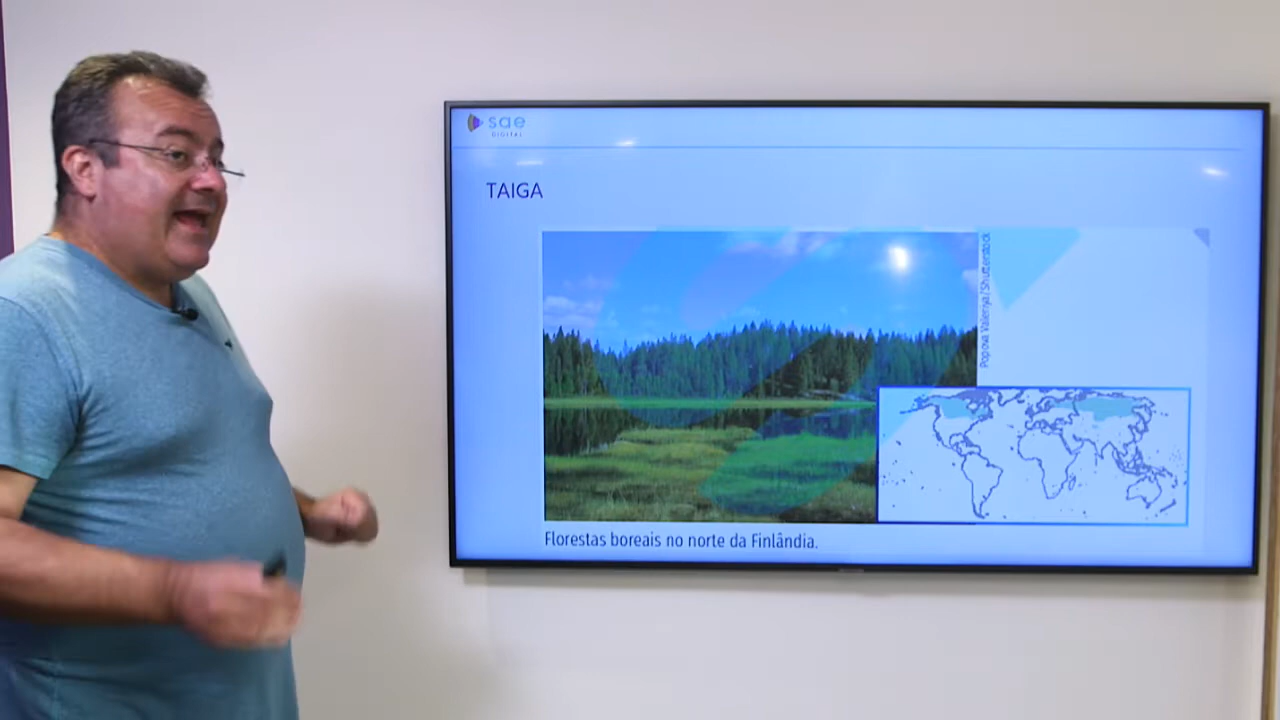 sae
DIGITAL
TAIGA
Popova Valeriya / Shutterstock
Florestas boreais no norte da Finlândia.